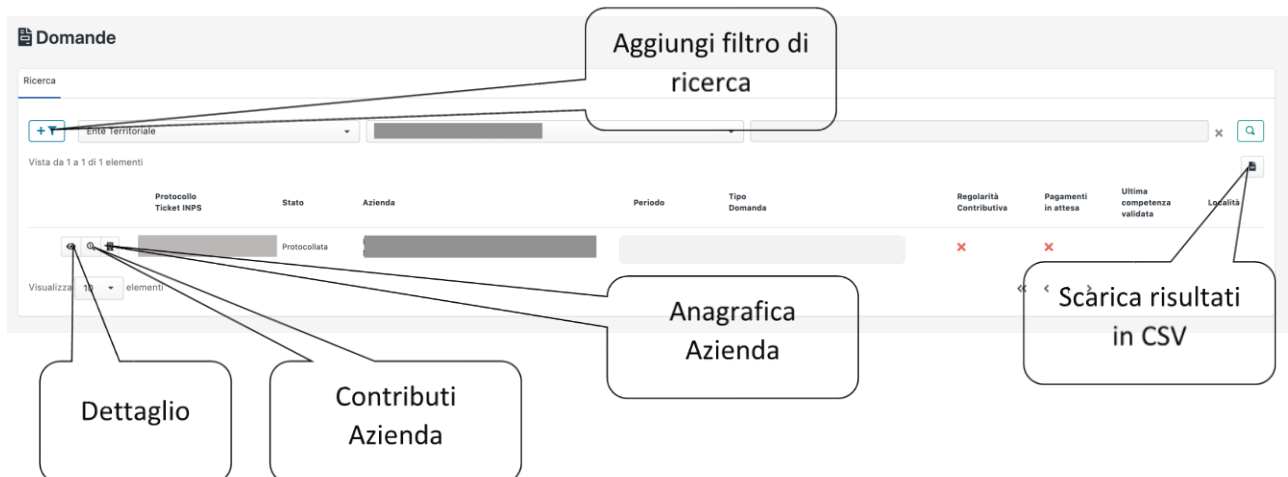 Domande
Aggiungi filtro di
ricerca
Ricerca
Ente Territoriale
Vista da 1 a 1 di 1 elementi
Protocollo
Ticket INPS
Stato
Azienda
Periodo
Tipo
Domanda
Regolarità
Contributiva
Pagamenti
in attesa
Ultima
competenza
validata
Località
Protocollata
Visualizza 10 elementi
Anagrafica
Azienda
Scarica risultati
in CSV
Dettaglio
Contributi
Azienda